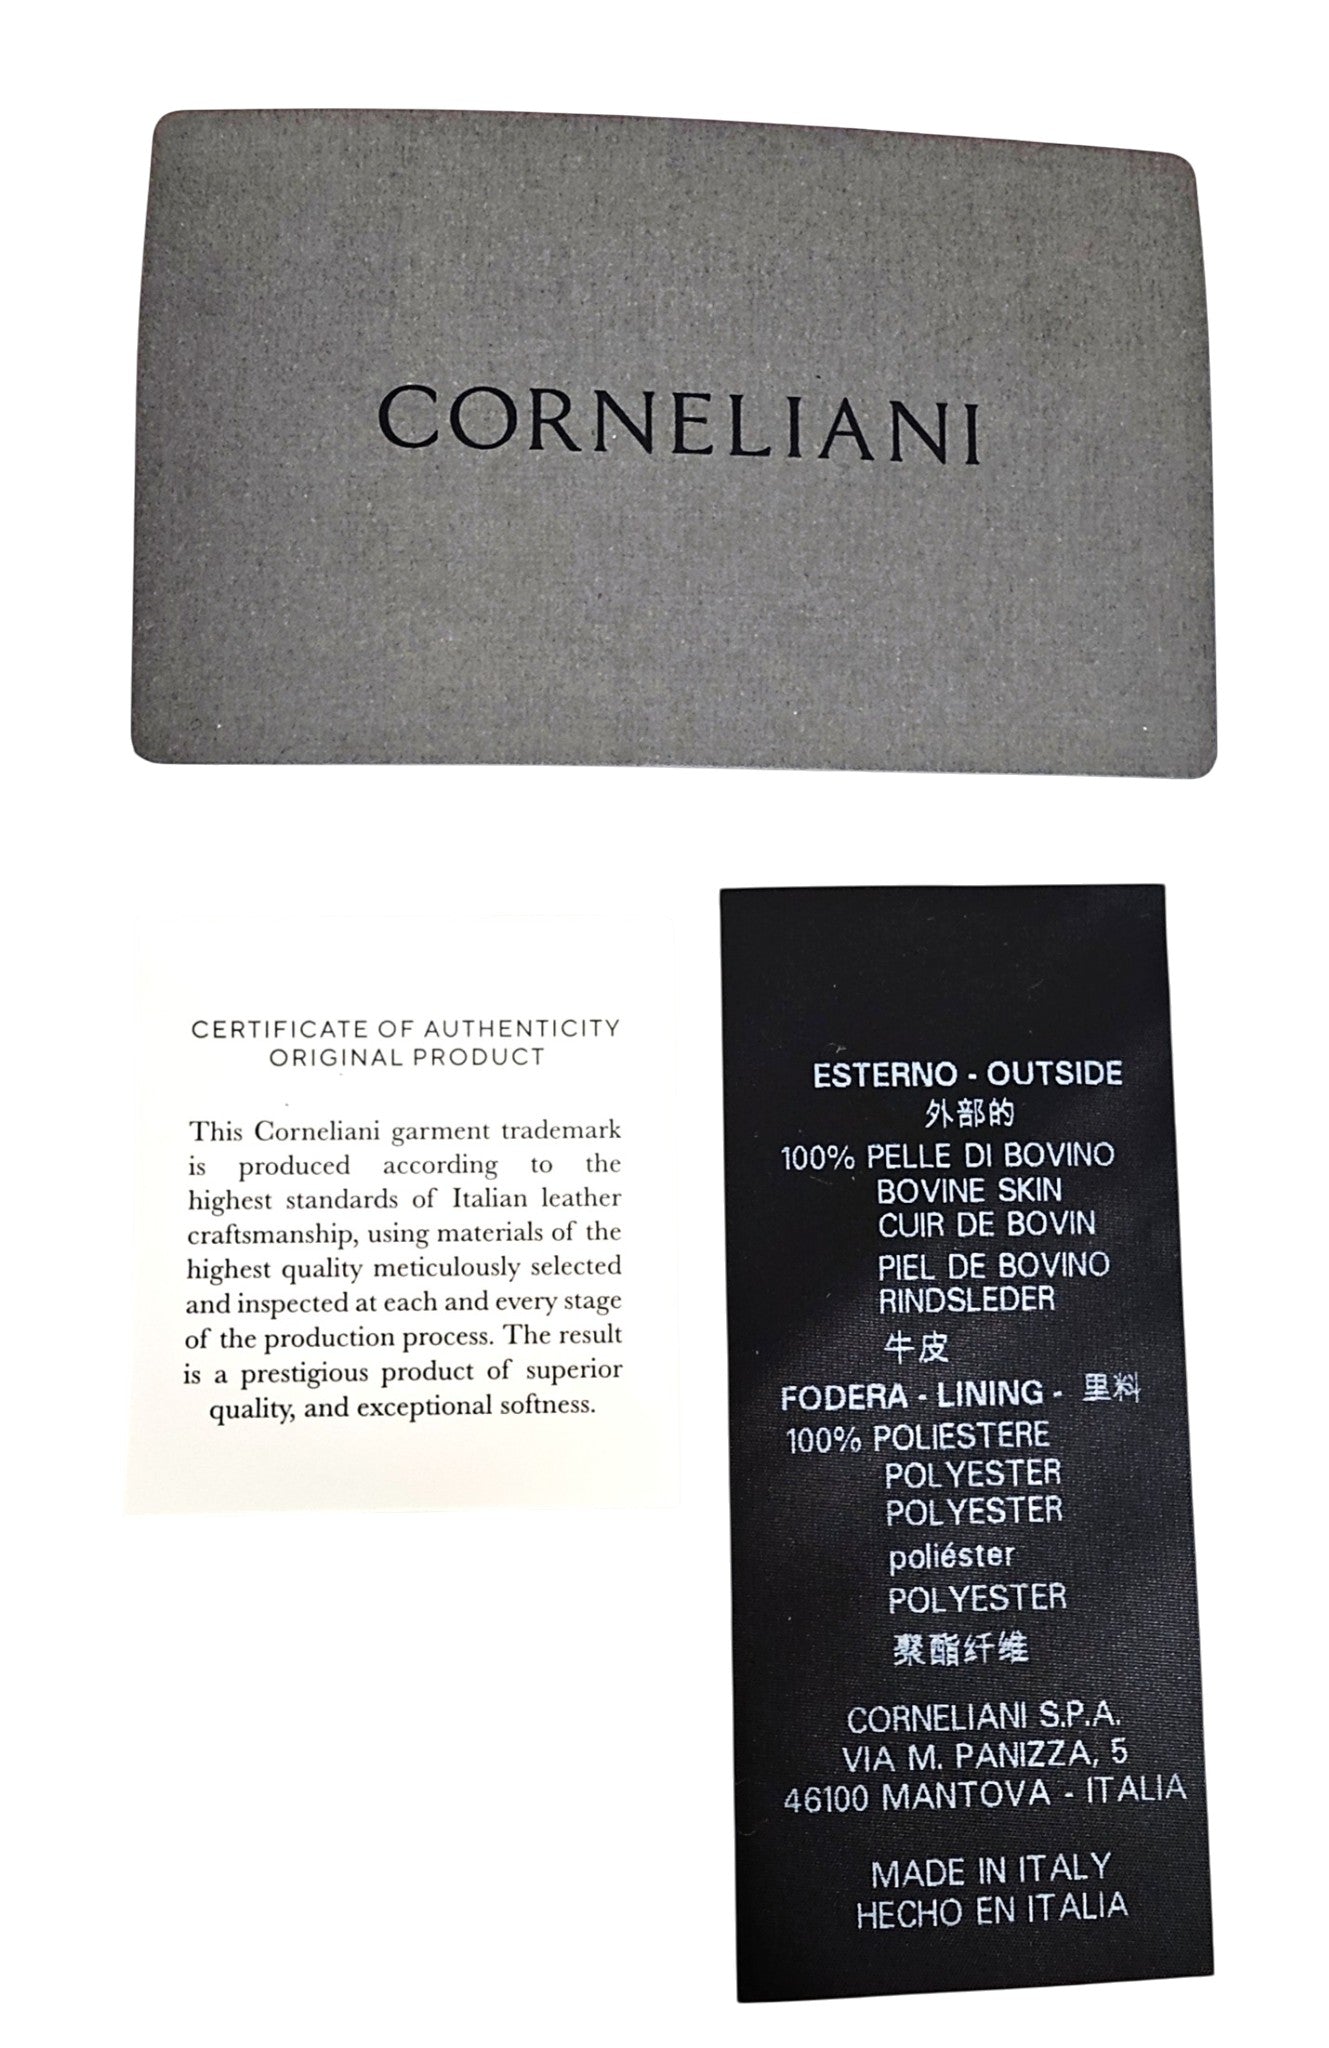 CORNELIANI
CERTIFICATE OF AUTHENTICITY
ORIGINAL PRODUCT
This Corneliani garment trademark
is produced according to the
highest standards of Italian leather
craftsmanship, using materials of the
highest quality meticulously selected
and inspected at each and every stage
of the production process. The result
is a prestigious product of superior
quality, and exceptional softness.
ESTERNO - OUTSIDE
外部的
100% PELLE DI BOVINO
BOVINE SKIN
CUIR DE BOVIN
PIEL DE BOVINO
RINDSLEDER
牛皮
FODERA - LINING - 里料
100% POLIESTERE
POLYESTER
POLYESTER
poliéster
POLYESTER
聚酯纤维
CORNELIANI S.P.A.
VIA M. PANIZZA, 5
46100 MANTOVA - ITALIA
MADE IN ITALY
HECHO EN ITALIA